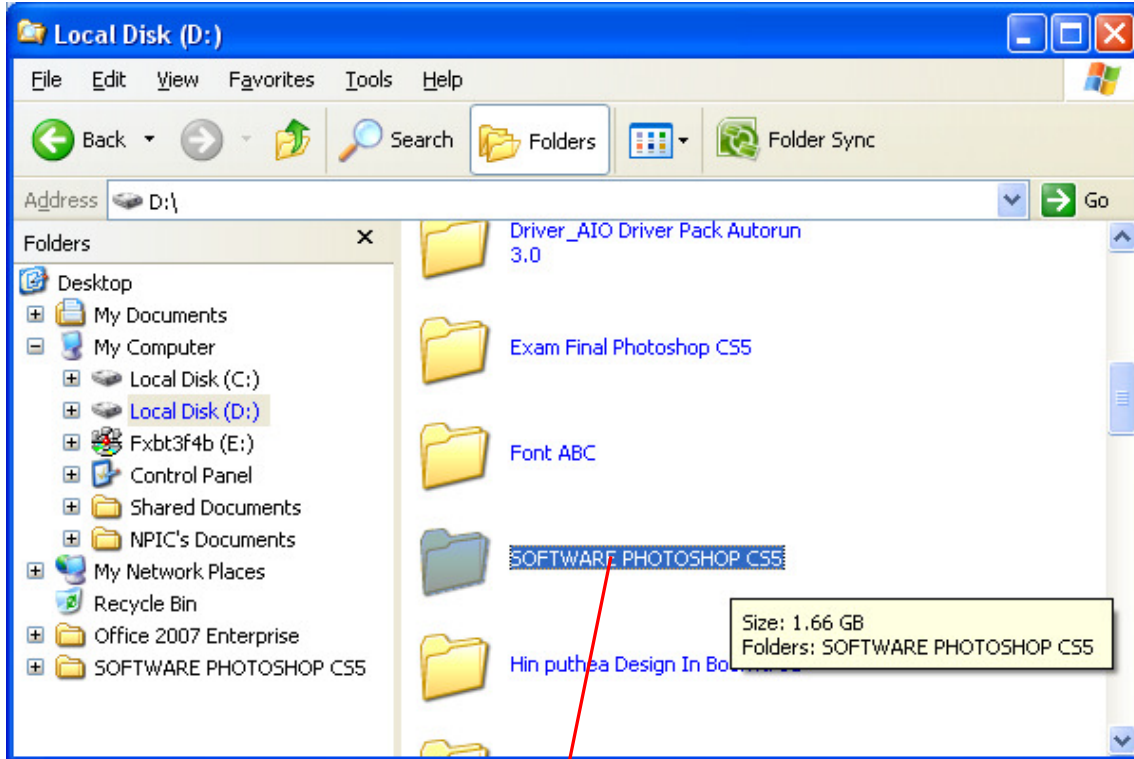 Local Disk (D:)
File Edit View Favorites Tools Help
Back Search Folders Folder Sync
Address D:\ Go
Folders
Desktop
My Documents
My Computer
Local Disk (C:)
Local Disk (D:)
Fxbt3f4b (E:)
Control Panel
Shared Documents
NPIC's Documents
My Network Places
Recycle Bin
Office 2007 Enterprise
SOFTWARE PHOTOSHOP CS5
Driver_AIO Driver Pack Autorun
3.0
Exam Final Photoshop CS5
Font ABC
SOFTWARE PHOTOSHOP CS5
Size: 1.66 GB
Folders: SOFTWARE PHOTOSHOP CS5
Hin puthea Design In